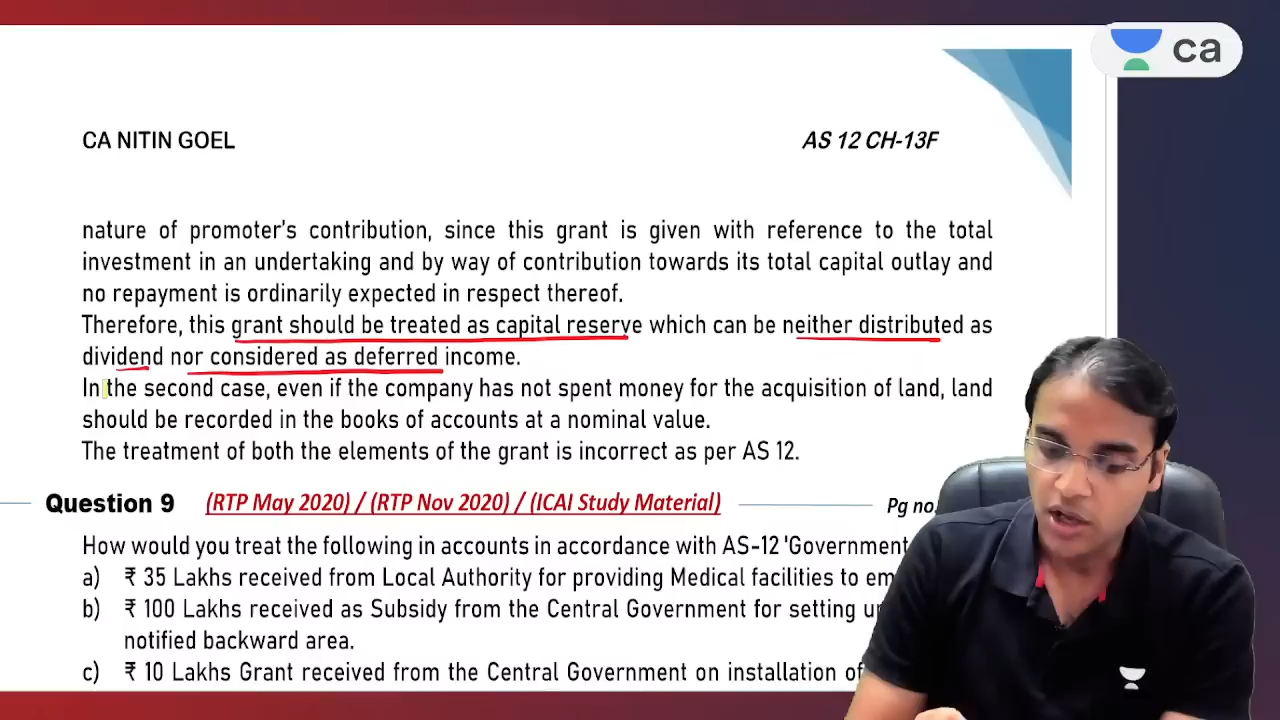 ca
CA NITIN GOEL
AS 12 CH-13F
nature of promoter's contribution, since this grant is given with reference to the total
investment in an undertaking and by way of contribution towards its total capital outlay and
no repayment is ordinarily expected in respect thereof.
Therefore, this grant should be treated as capital reserve which can be neither distributed as
dividend nor considered as deferred income.
In the second case, even if the company has not spent money for the acquisition of land, land
should be recorded in the books of accounts at a nominal value.
The treatment of both the elements of the grant is incorrect as per AS 12.
Question 9 (RTP May 2020) / (RTP Nov 2020) / (ICAI Study Material) Pg no.
How would you treat the following in accounts in accordance with AS-12 'Government
a) ₹ 35 Lakhs received from Local Authority for providing Medical facilities to
b) ₹ 100 Lakhs received as Subsidy from the Central Government for setting
notified backward area.
c) ₹ 10 Lakhs Grant received from the Central Government on installation of